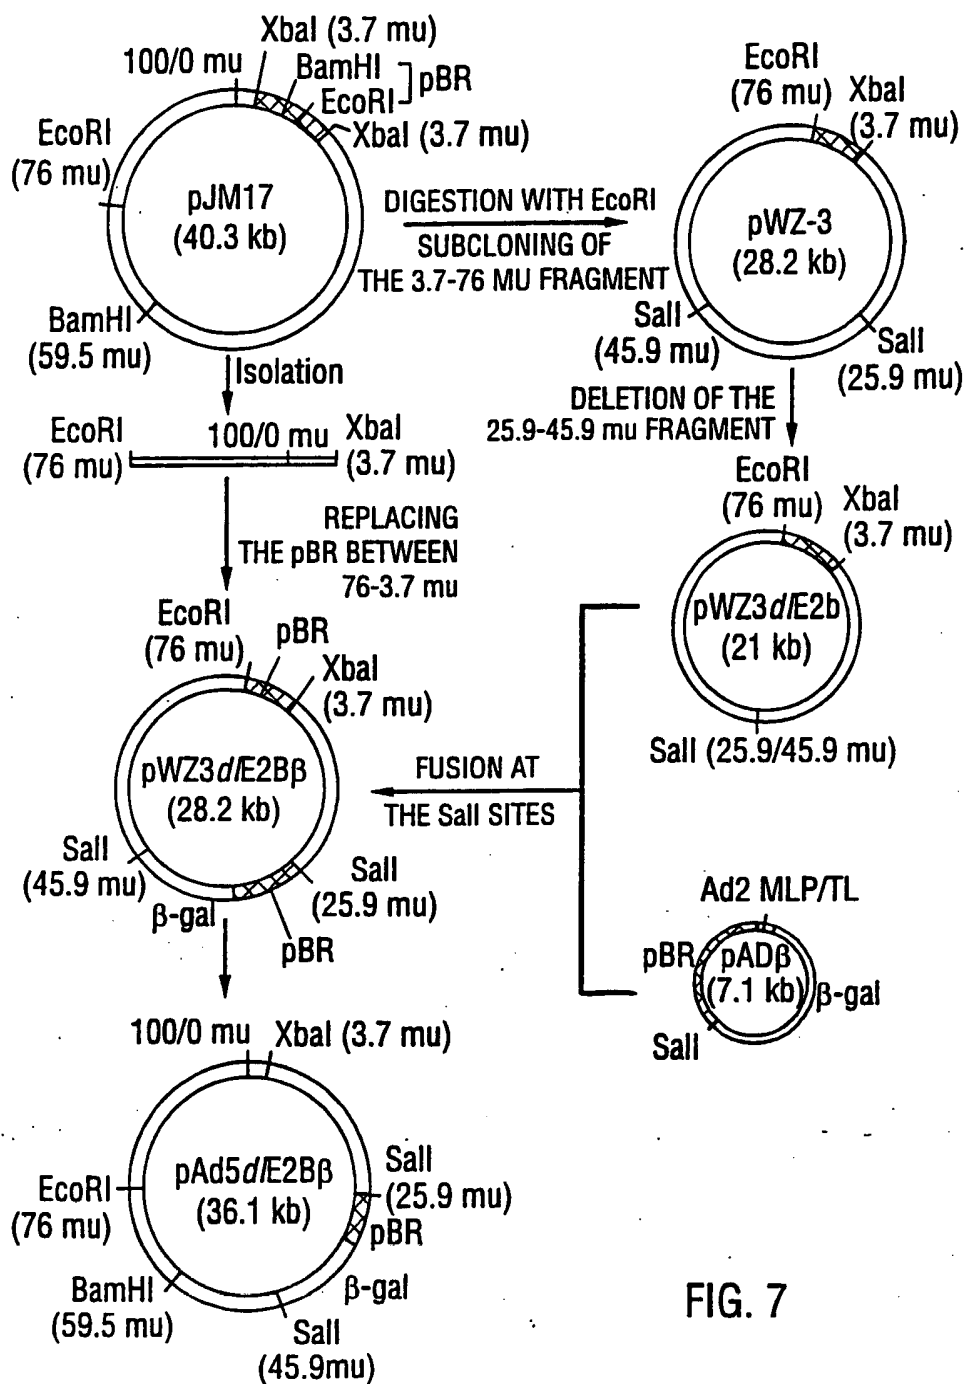 XbaI (3.7 mu)
100/0 mu
BamHI
EcoRI
pBR
XbaI (3.7 mu)
EcoRI
(76 mu)
pJM17
(40.3 kb)
BamHI
(59.5 mu)
DIGESTION WITH EcoRI
SUBCLONING OF
THE 3.7-76 MU FRAGMENT
EcoRI
(76 mu)
XbaI
(3.7 mu)
pWZ-3
(28.2 kb)
SalI
(45.9 mu)
SalI
(25.9 mu)
Isolation
EcoRI
(76 mu)
100/0 mu
XbaI
(3.7 mu)
DELETION OF THE
25.9-45.9 mu FRAGMENT
REPLACING
THE pBR BETWEEN
76-3.7 mu
EcoRI
(76 mu)
XbaI
(3.7 mu)
pWZ3dlE2b
(21 kb)
SalI (25.9/45.9 mu)
EcoRI
(76 mu)
pBR
XbaI
(3.7 mu)
pWZ3dlE2Bβ
(28.2 kb)
SalI
(45.9 mu)
β-gal
pBR
SalI
(25.9 mu)
FUSION AT
THE SalI SITES
Ad2 MLP/TL
pBR
pADβ
(7.1 kb)
β-gal
SalI
100/0 mu
XbaI (3.7 mu)
EcoRI
(76 mu)
pAd5dlE2Bβ
(36.1 kb)
SalI
(25.9 mu)
pBR
β-gal
BamHI
(59.5 mu)
SalI
(45.9mu)
FIG. 7